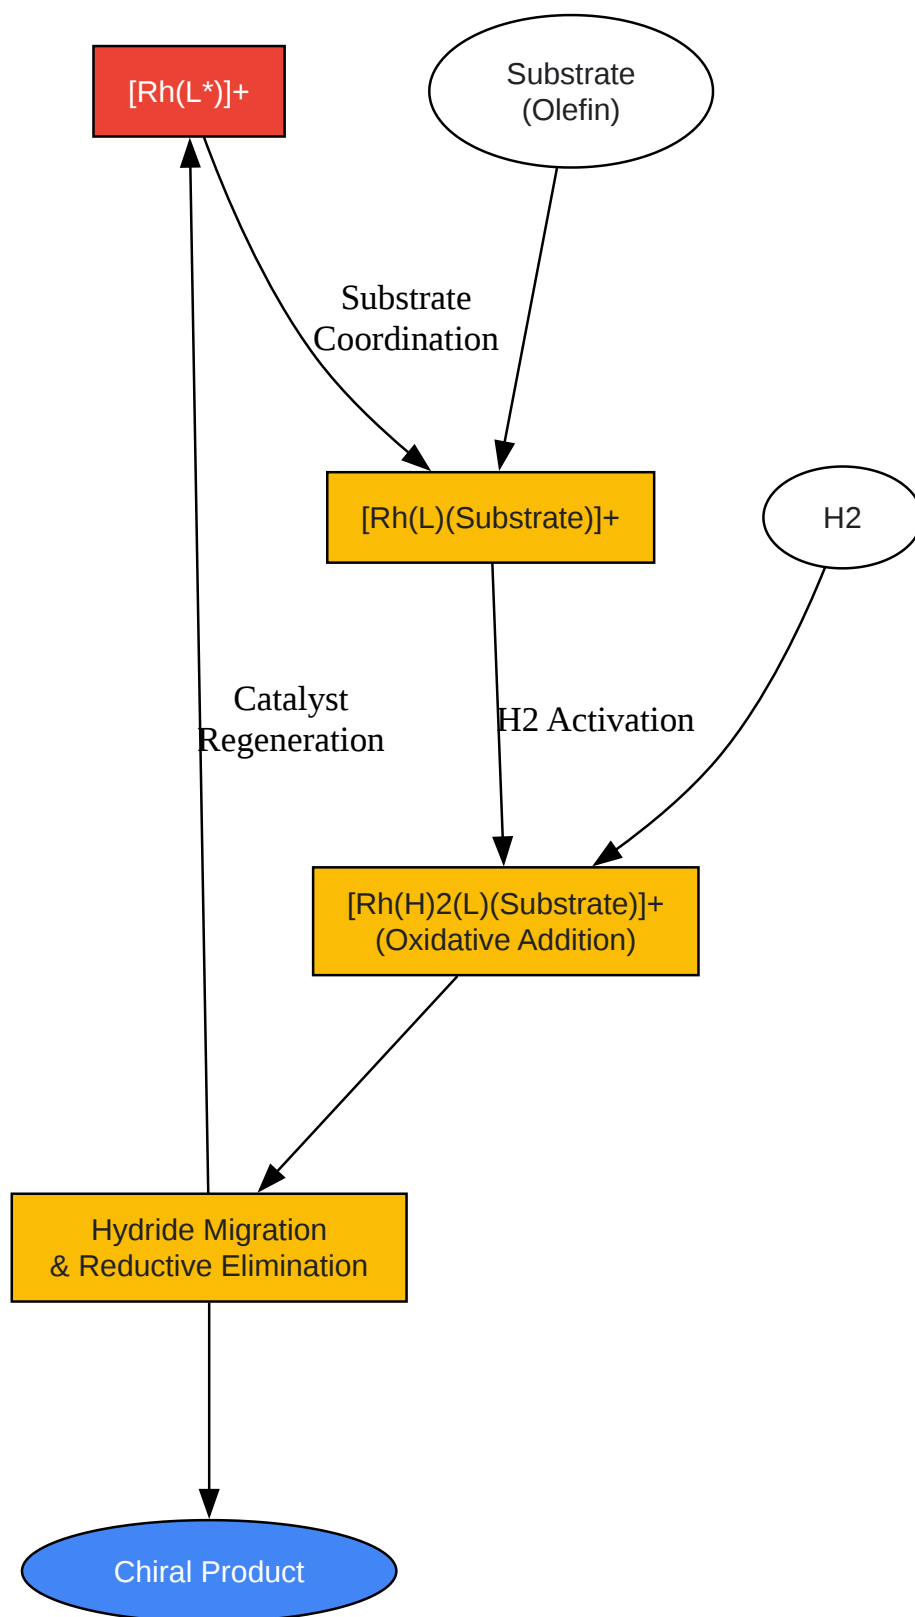 [Rh(L*)]+
Substrate
(Olefin)
Substrate
Coordination
[Rh(L)(Substrate)]+
H2
Catalyst
Regeneration
H2 Activation
[Rh(H)2(L)(Substrate)]+
(Oxidative Addition)
Hydride Migration
& Reductive Elimination
Chiral Product